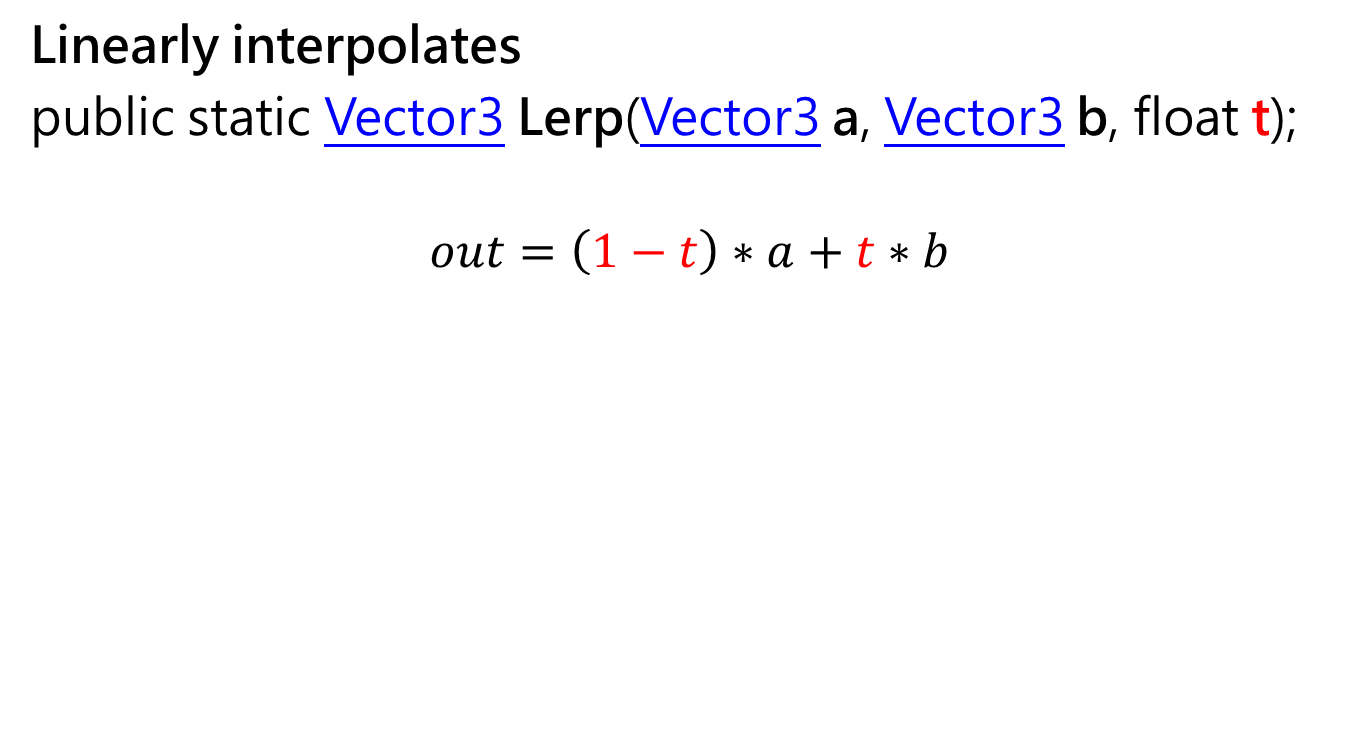 Linearly interpolates
public static Vector3 Lerp(Vector3 a, Vector3 b, float t);
𝑜𝑢𝑡 = (1 − 𝑡) ∗ 𝑎 + 𝑡 ∗ 𝑏